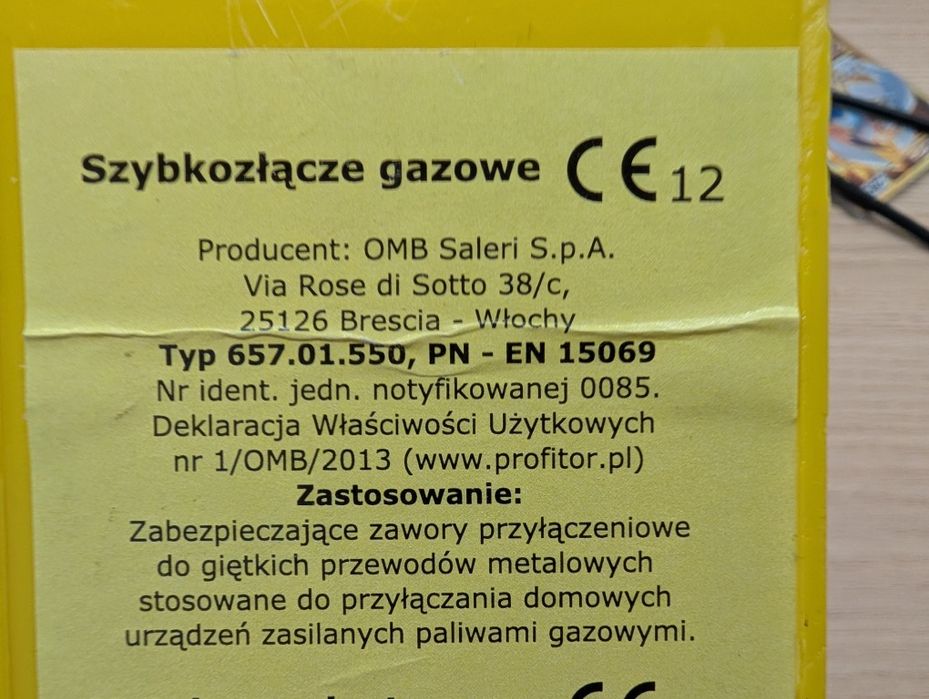 Szybkozłącze gazowe CE 12
Producent: OMB Saleri S.p.A.
Via Rose di Sotto 38/c,
25126 Brescia - Włochy
Typ 657.01.550, PN - EN 15069
Nr ident. jedn. notyfikowanej 0085.
Deklaracja Właściwości Użytkowych
nr 1/OMB/2013 (www.profitor.pl)
Zastosowanie:
Zabezpieczające zawory przyłączeniowe
do giętkich przewodów metalowych
stosowane do przyłączania domowych
urządzeń zasilanych paliwami gazowymi.